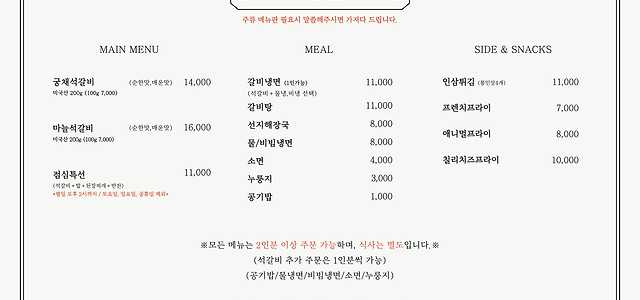 주류 메뉴판 필요시 말씀해주시면 가져다 드립니다.
MAIN MENU
궁채석갈비 (순한맛,매운맛) 14,000
미국산 200g (100g 7,000)
마늘석갈비 (순한맛,매운맛) 16,000
미국산 200g (100g 7,000)
점심특선 11,000
(석갈비+밥+된장찌개+반찬)
*평일 오후 2시까지 / 토요일, 일요일, 공휴일 제외*
MEAL
갈비냉면 (1인가능) 11,000
(석갈비 + 물냉,비냉 선택)
갈비탕 11,000
선지해장국 8,000
물/비빔냉면 8,000
소면 4,000
누룽지 3,000
공기밥 1,000
SIDE & SNACKS
인삼튀김 (통인삼4개) 11,000
프렌치프라이 7,000
애니멀프라이 8,000
칠리치즈프라이 10,000
※모든 메뉴는 2인분 이상 주문 가능하며, 식사는 별도입니다.※
(석갈비 추가 주문은 1인분씩 가능)
(공기밥/물냉면/비빔냉면/소면/누룽지)